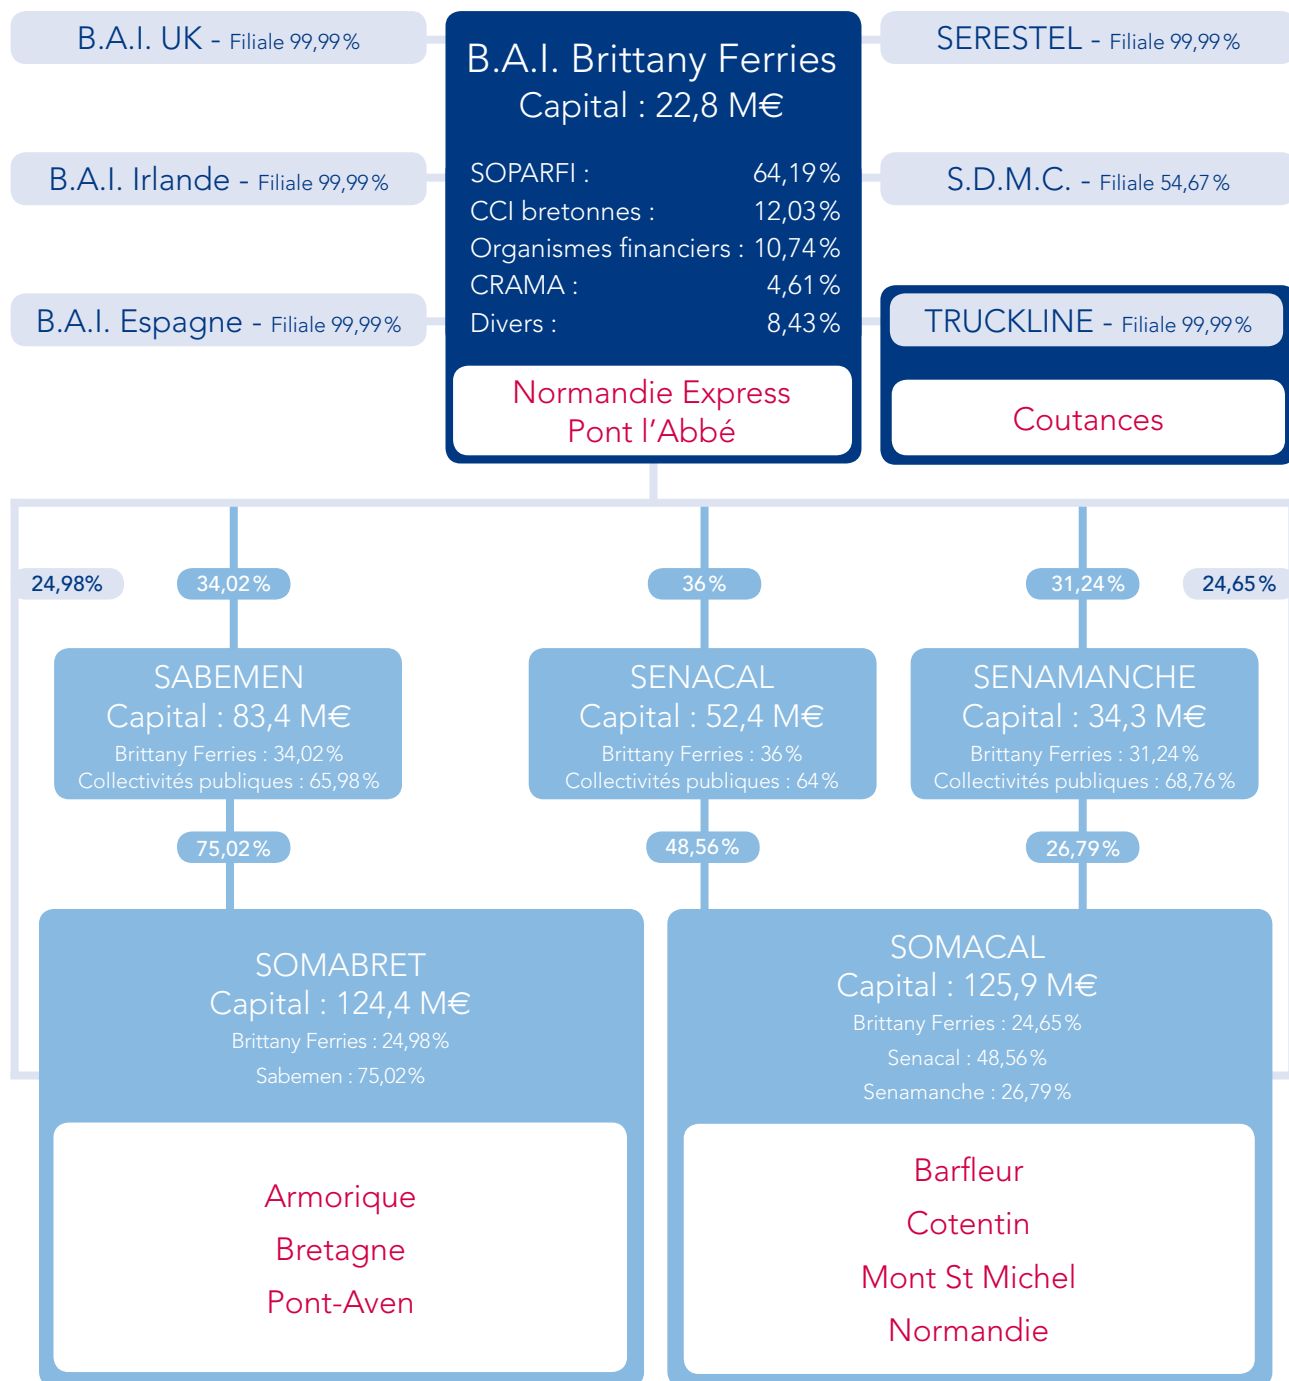 B.A.I. UK - Filiale 99,99%
B.A.I. Irlande - Filiale 99,99%
B.A.I. Espagne - Filiale 99,99%
B.A.I. Brittany Ferries
Capital : 22,8 M€
SOPARFI : 64,19%
CCI bretonnes : 12,03%
Organismes financiers : 10,74%
CRAMA : 4,61%
Divers : 8,43%
Normandie Express
Pont l’Abbé
SERESTEL - Filiale 99,99%
S.D.M.C. - Filiale 54,67%
TRUCKLINE - Filiale 99,99%
Coutances
24,98%
34,02%
36%
31,24%
24,65%
SABEMEN
Capital : 83,4 M€
Brittany Ferries : 34,02%
Collectivités publiques : 65,98%
SENACAL
Capital : 52,4 M€
Brittany Ferries : 36%
Collectivités publiques : 64%
SENAMANCHE
Capital : 34,3 M€
Brittany Ferries : 31,24%
Collectivités publiques : 68,76%
75,02%
48,56%
26,79%
SOMABRET
Capital : 124,4 M€
Brittany Ferries : 24,98%
Sabemen : 75,02%
Armorique
Bretagne
Pont-Aven
SOMACAL
Capital : 125,9 M€
Brittany Ferries : 24,65%
Senacal : 48,56%
Senamanche : 26,79%
Barfleur
Cotentin
Mont St Michel
Normandie